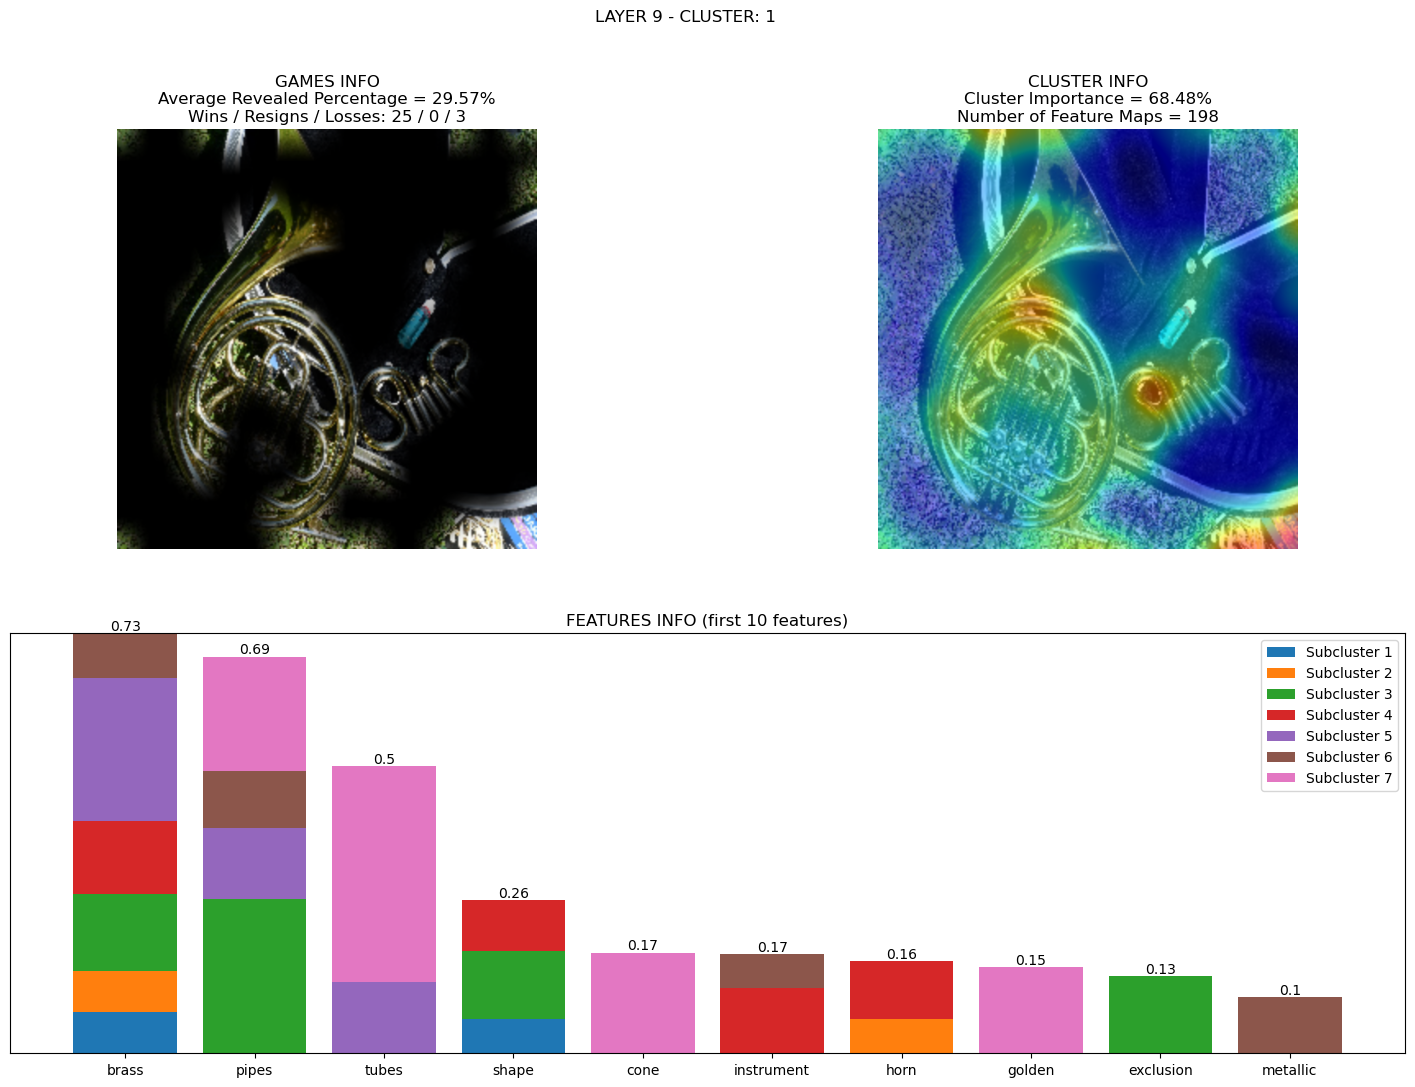 LAYER 9 - CLUSTER: 1
GAMES INFO
Average Revealed Percentage = 29.57%
Wins / Resigns / Losses: 25 / 0 / 3
CLUSTER INFO
Cluster Importance = 68.48%
Number of Feature Maps = 198
FEATURES INFO (first 10 features)
0.73
0.69
0.5
0.26
0.17
0.17
0.16
0.15
0.13
0.1
Subcluster 1
Subcluster 2
Subcluster 3
Subcluster 4
Subcluster 5
Subcluster 6
Subcluster 7
brass
pipes
tubes
shape
cone
instrument
horn
golden
exclusion
metallic